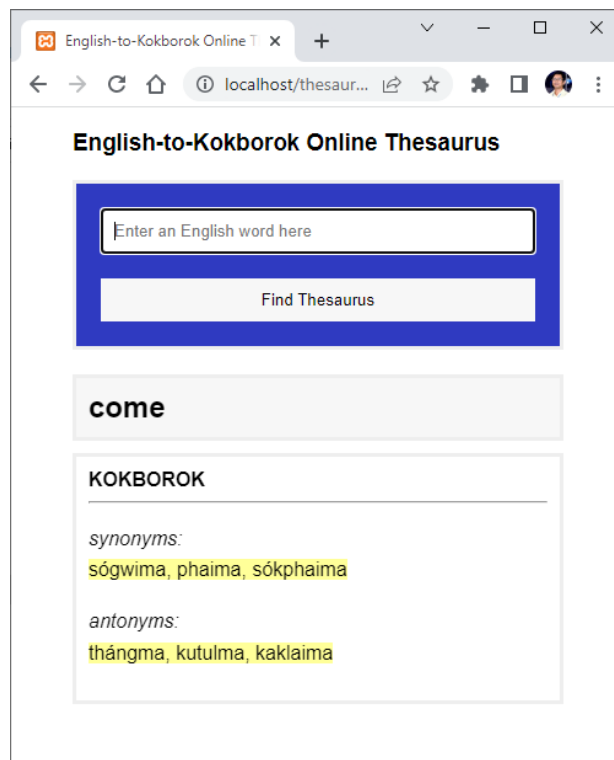 English-to-Kokborok Online T
localhost/thesaur...
English-to-Kokborok Online Thesaurus
Enter an English word here
Find Thesaurus
come
KOKBOROK
synonyms:
sógwima, phaima, sókphaima
antonyms:
thángma, kutulma, kaklaima